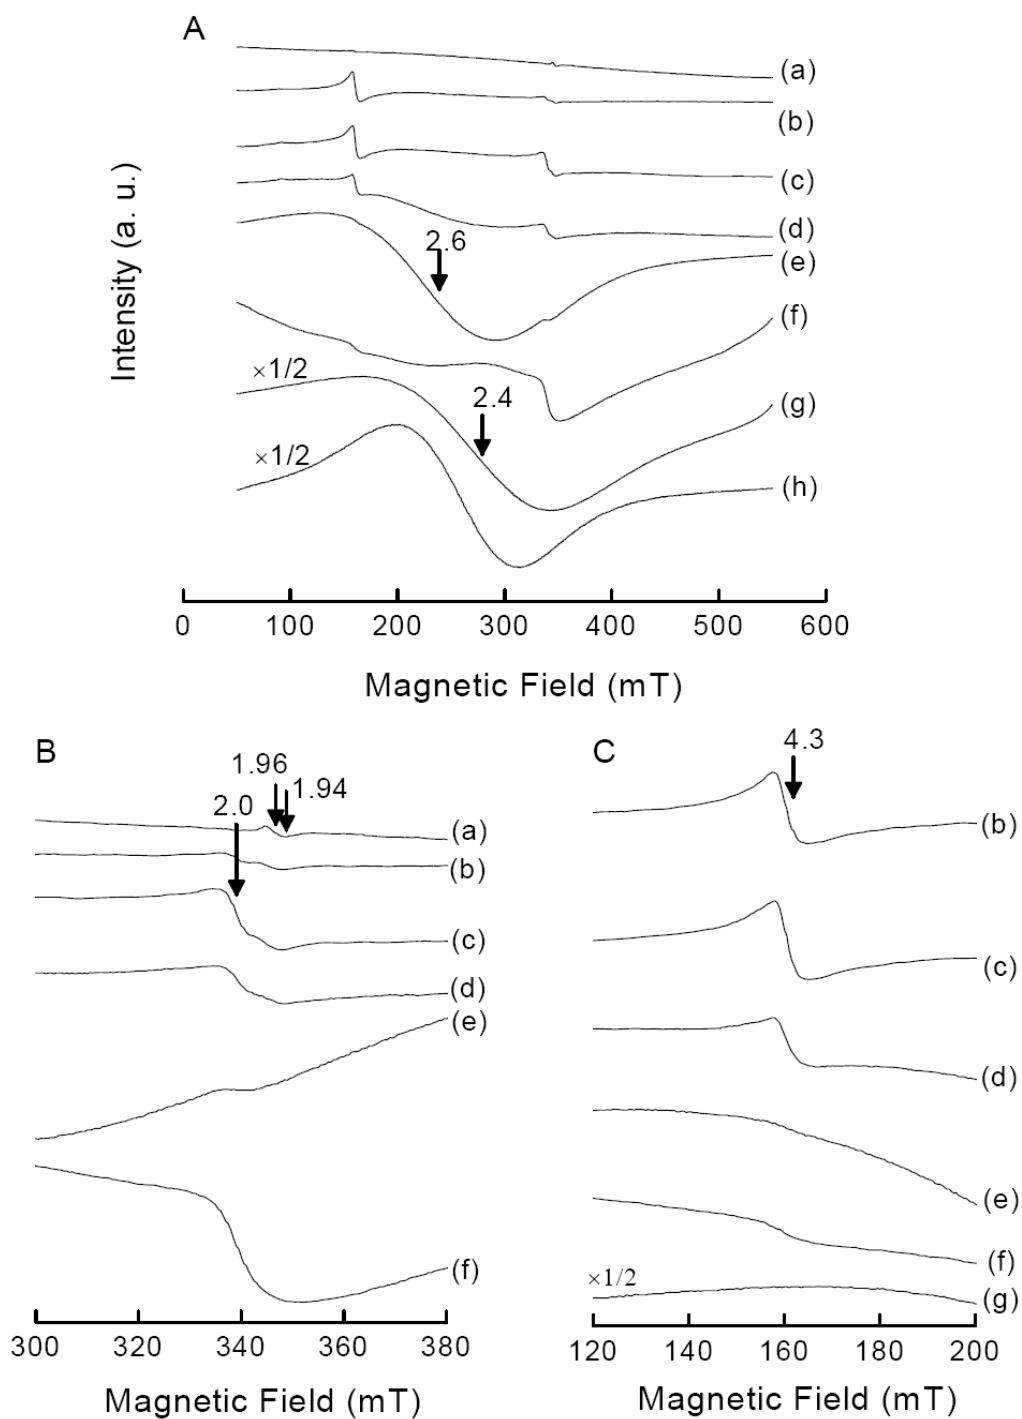 A
(a)
(b)
(c)
(d)
2.6
(e)
(f)
×1/2
2.4
(g)
×1/2
(h)
Intensity (a. u.)
0 100 200 300 400 500 600
Magnetic Field (mT)
B
1.96
1.94
2.0
(a)
(b)
(c)
(d)
(e)
(f)
300 320 340 360 380
Magnetic Field (mT)
C
4.3
(b)
(c)
(d)
(e)
(f)
×1/2
(g)
120 140 160 180 200
Magnetic Field (mT)